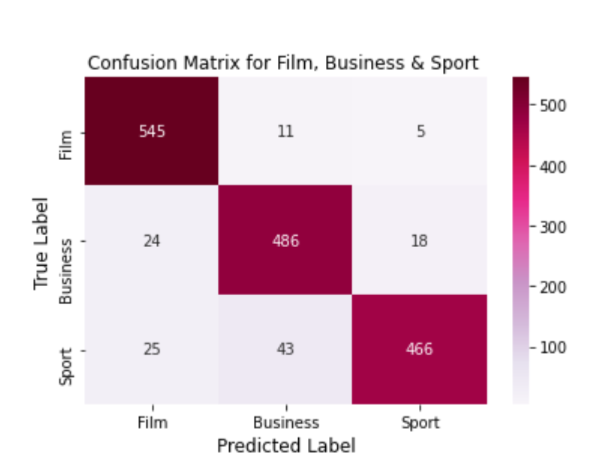 Confusion Matrix for Film, Business & Sport
True Label
Film
545 11 5
500
400
Business
24 486 18
300
200
Sport
25 43 466
100
Film Business Sport
Predicted Label